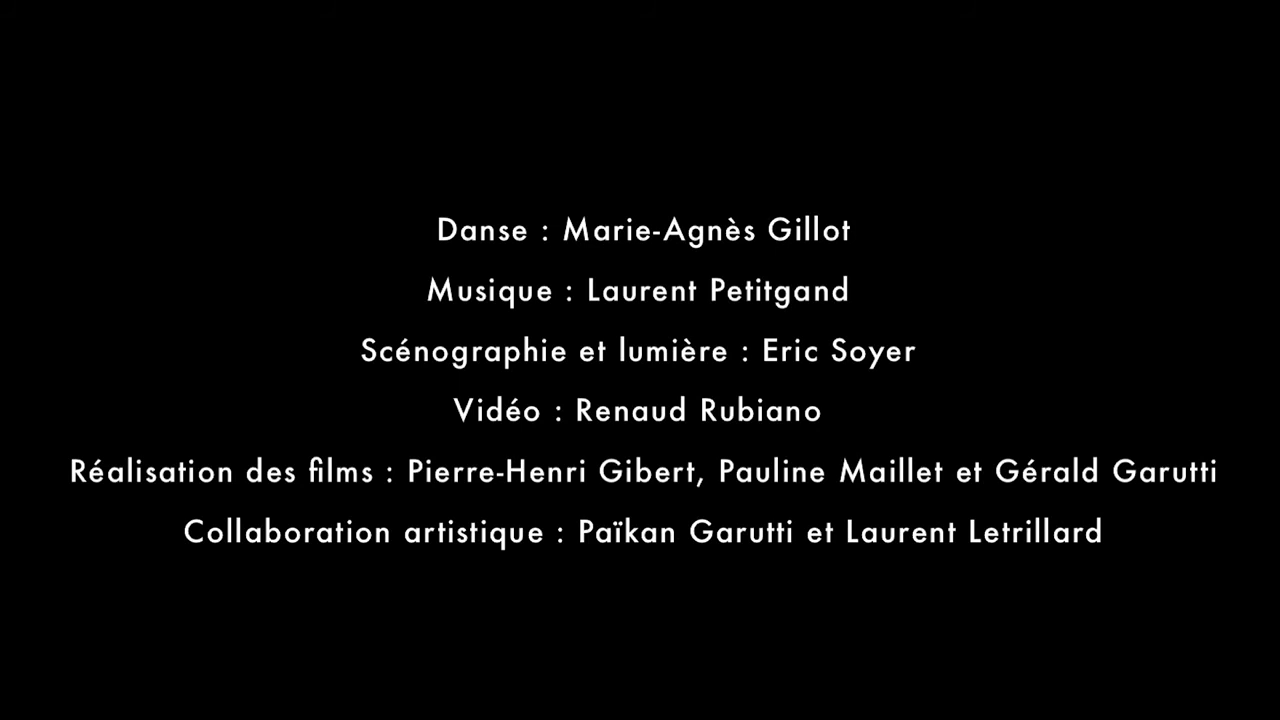 Danse : Marie-Agnès Gillot
Musique : Laurent Petitgand
Scénographie et lumière : Eric Soyer
Vidéo : Renaud Rubiano
Réalisation des films : Pierre-Henri Gibert, Pauline Maillet et Gérald Garutti
Collaboration artistique : Païkan Garutti et Laurent Letrillard